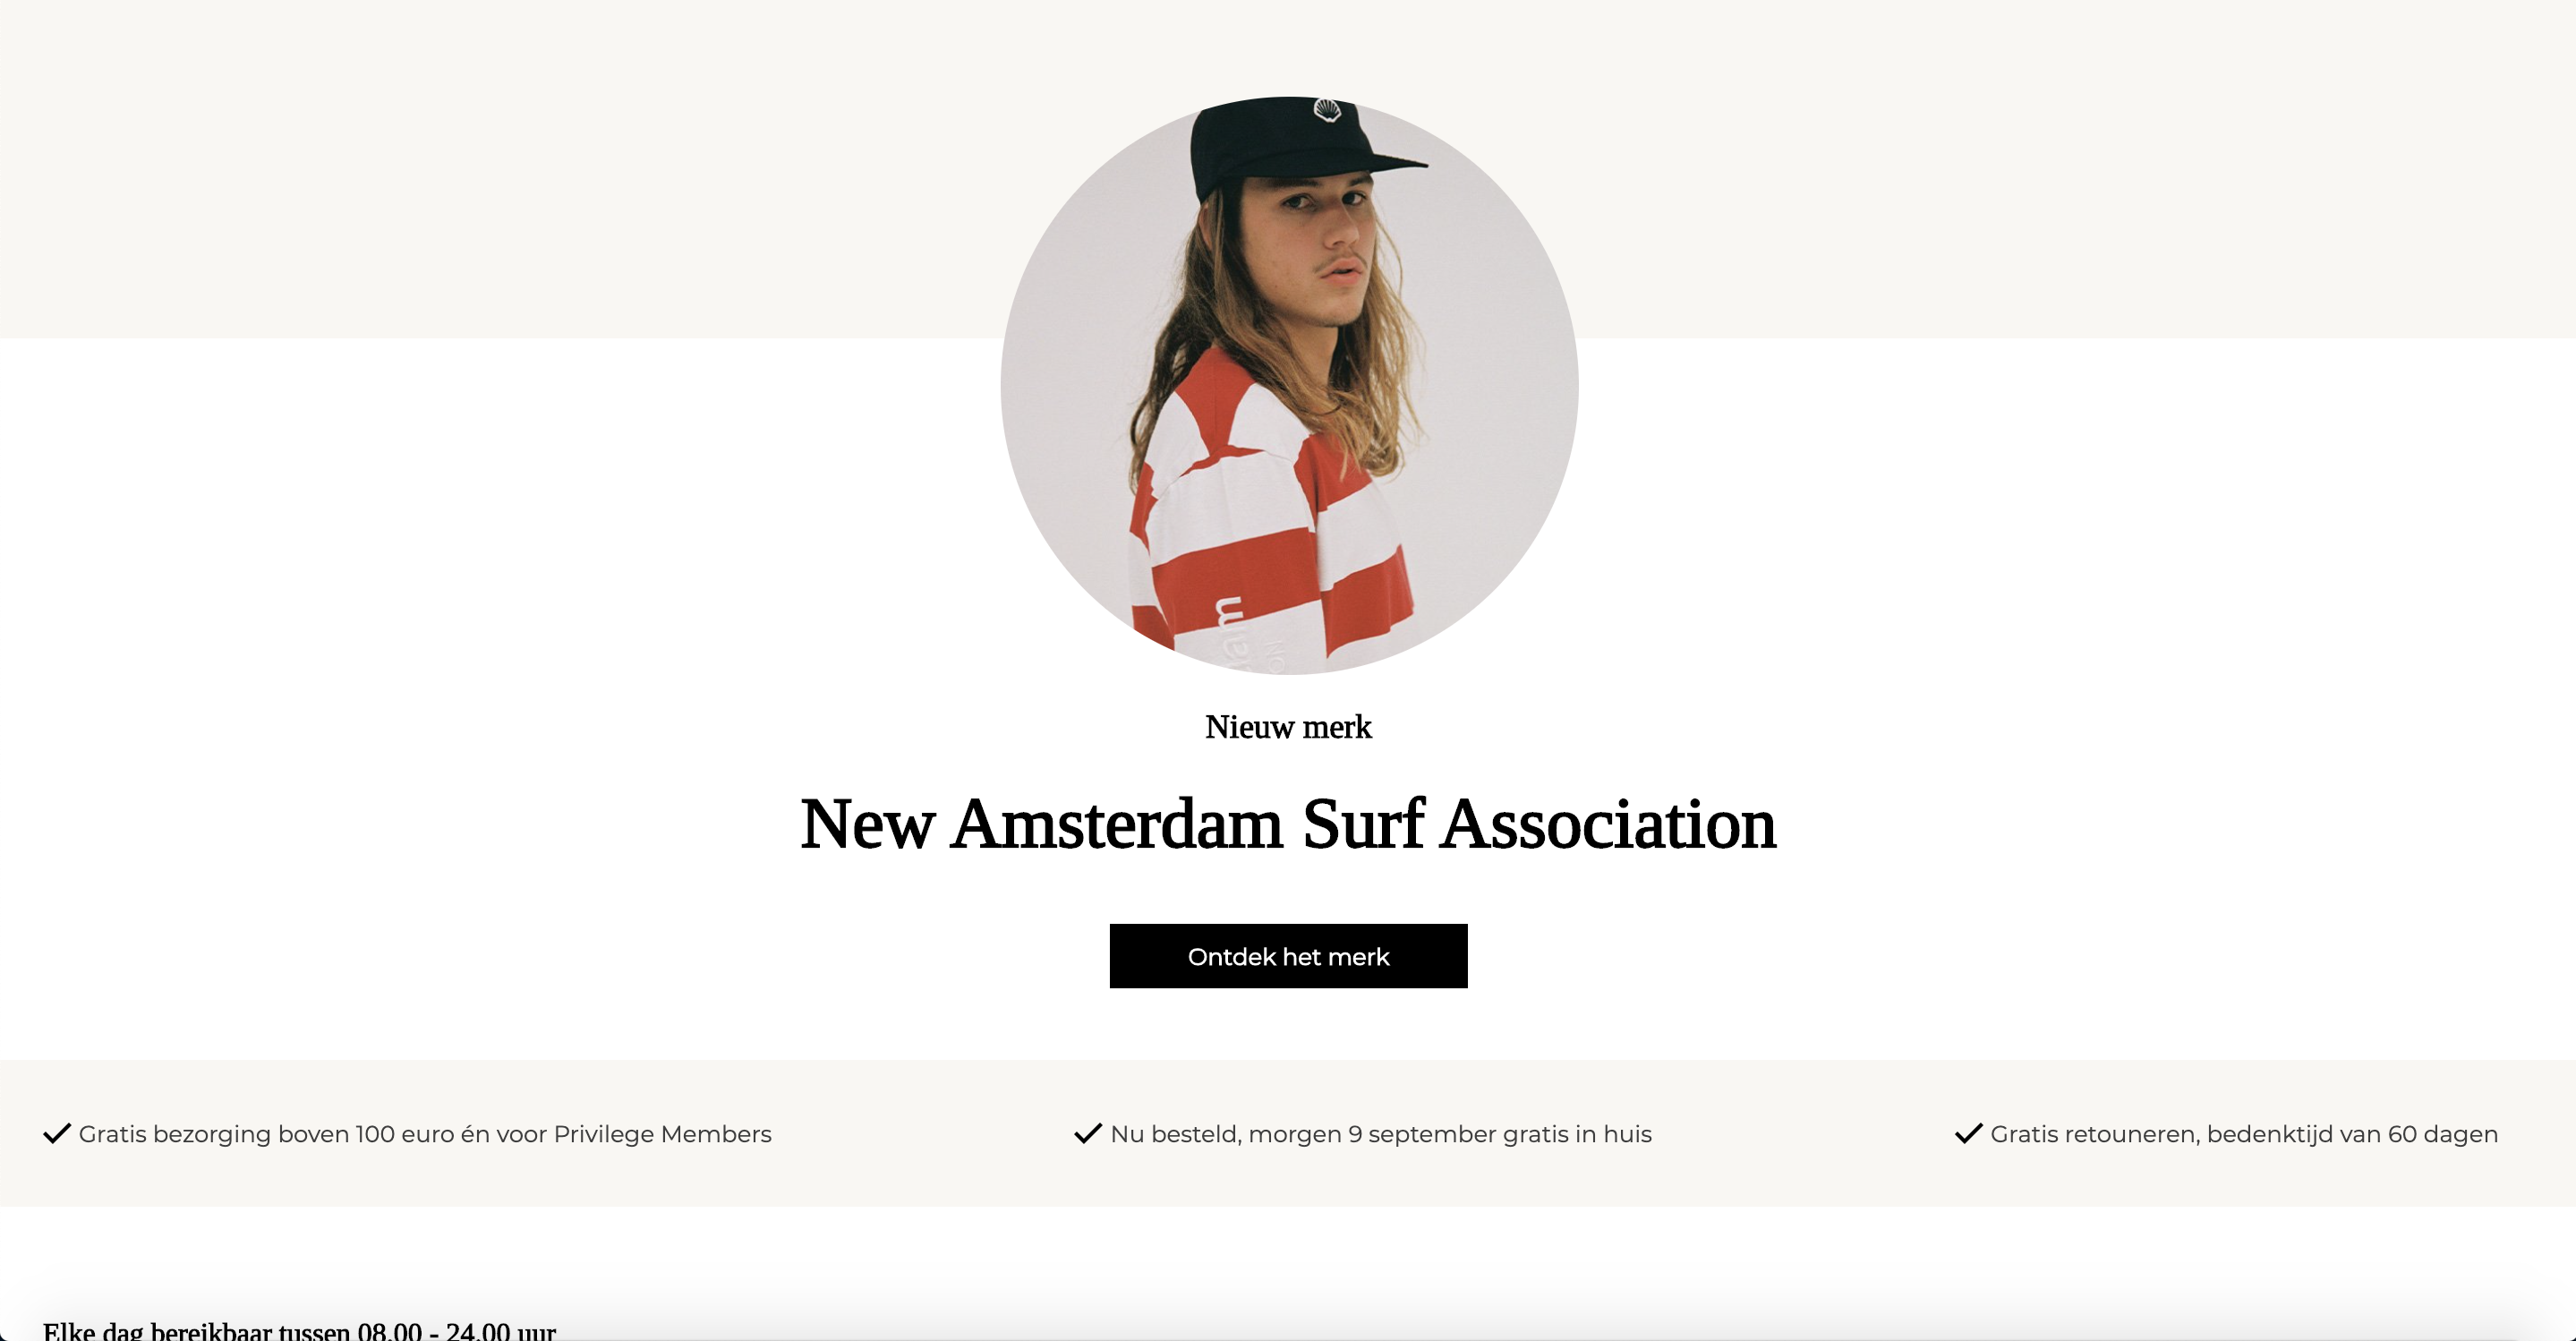 am
NO
Nieuw merk
New Amsterdam Surf Association
Ontdek het merk
Gratis bezorging boven 100 euro én voor Privilege Members
Nu besteld, morgen 9 september gratis in huis
Gratis retouneren, bedenktijd van 60 dagen
Elke dag bereikbaar tussen 08.00 - 24.00 uur